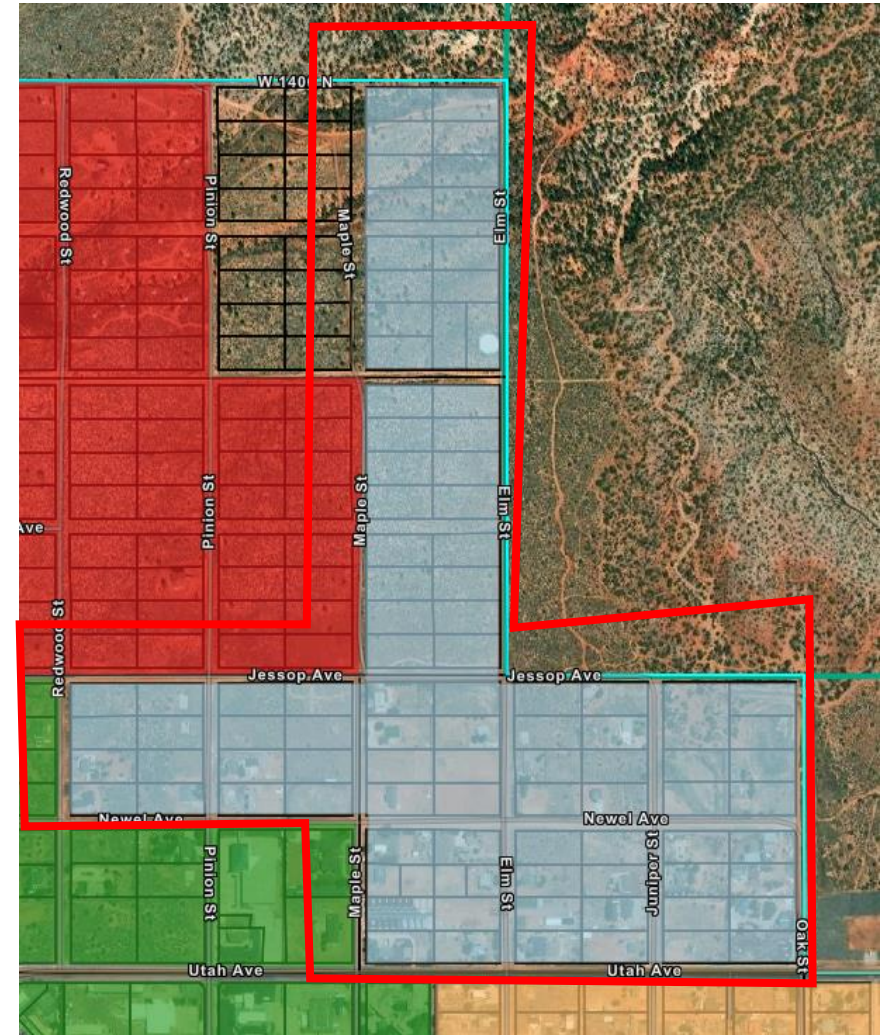 W 1400 N
Redwood St
Pinion St
Maple St
Elm St
Pinion St
Maple St
Elm St
Ave
Redwood St
Jessop Ave
Jessop Ave
Newel Ave
Newel Ave
Pinion St
Maple St
Elm St
Juniper St
Oak St
Utah Ave
Utah Ave